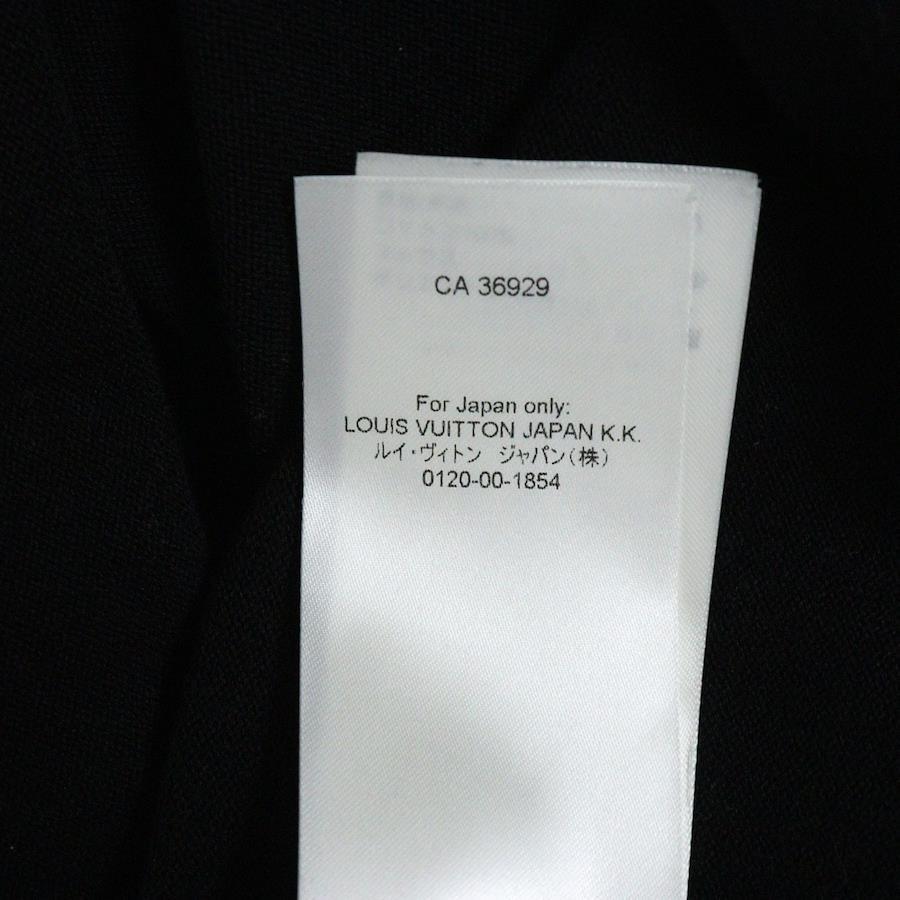 CA 36929
For Japan only:
LOUIS VUITTON JAPAN K.K.
ルイ・ヴィトン ジャパン(株)
0120-00-1854